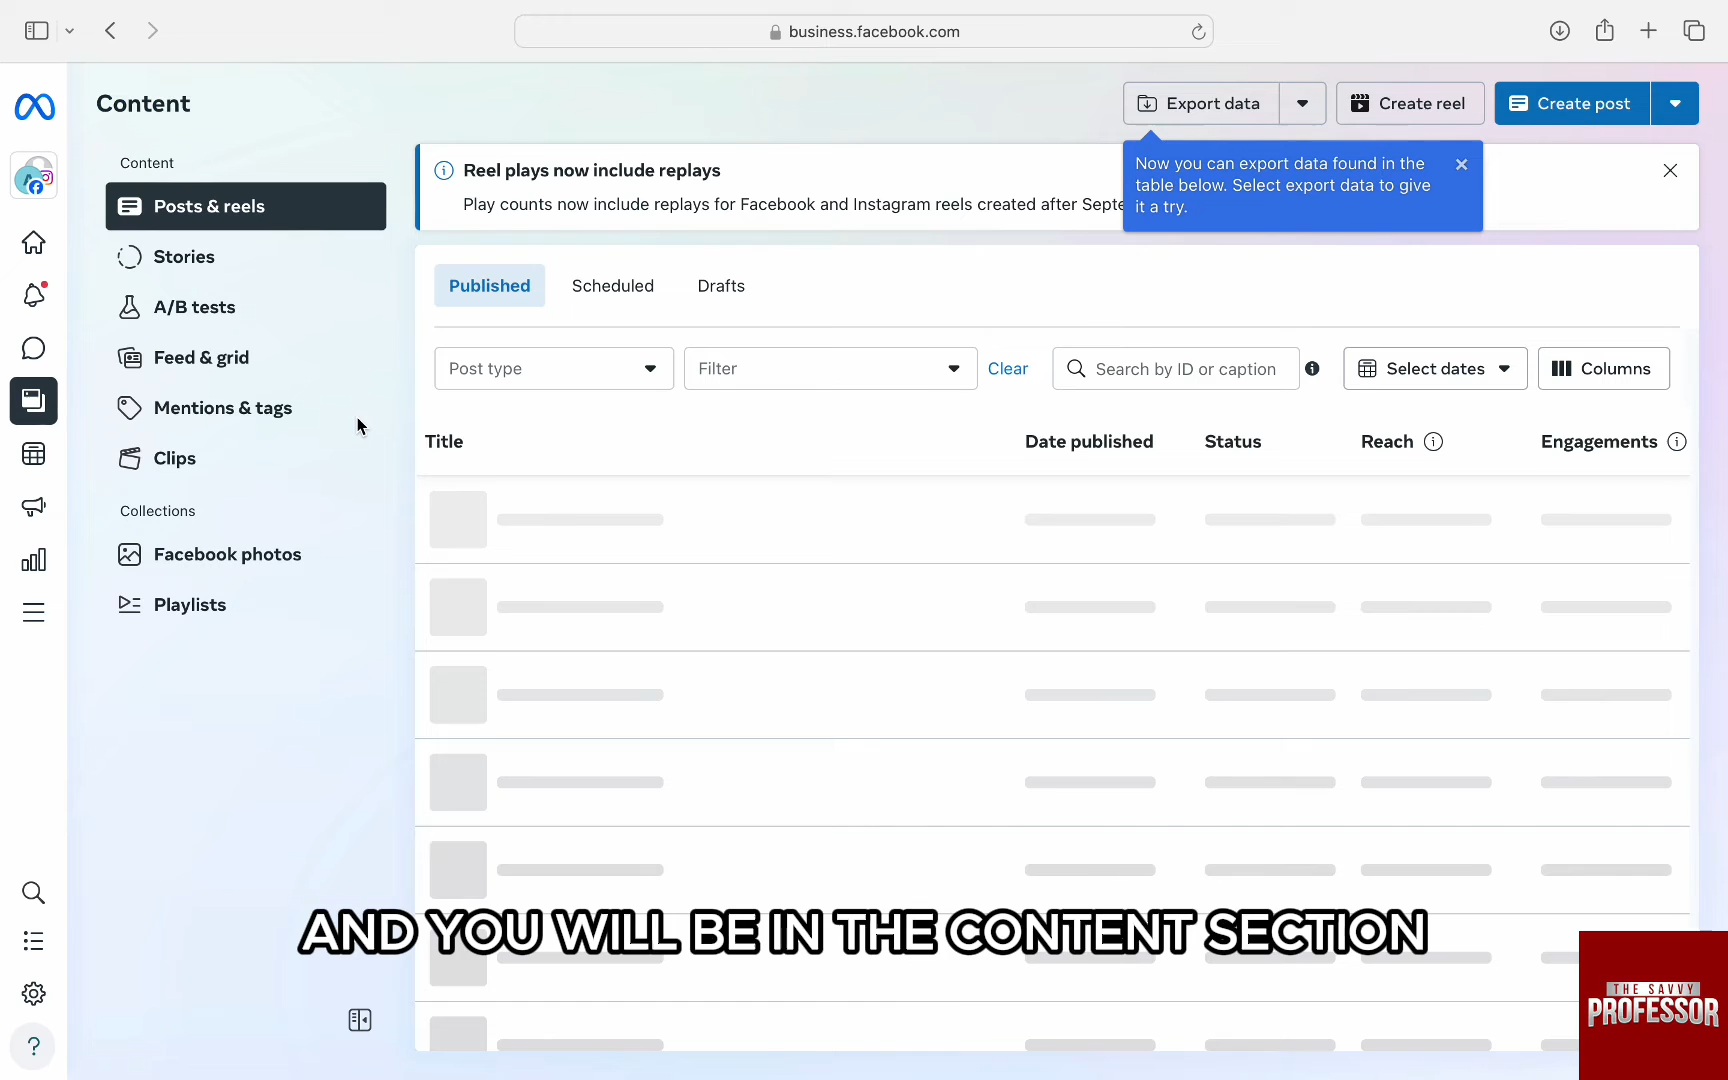 business.facebook.com
Content
Export data
Create reel
Create post
Content
Posts & reels
Stories
A/B tests
Feed & grid
Mentions & tags
Clips
Collections
Facebook photos
Playlists
Reel plays now include replays
Play counts now include replays for Facebook and Instagram reels created after Septe
Now you can export data found in the
table below. Select export data to give
it a try.
Published
Scheduled
Drafts
Post type
Filter
Clear
Search by ID or caption
Select dates
Columns
Title
Date published
Status
Reach
Engagements
AND YOU WILL BE IN THE CONTENT SECTION
THE SAVVY
PROFESSOR